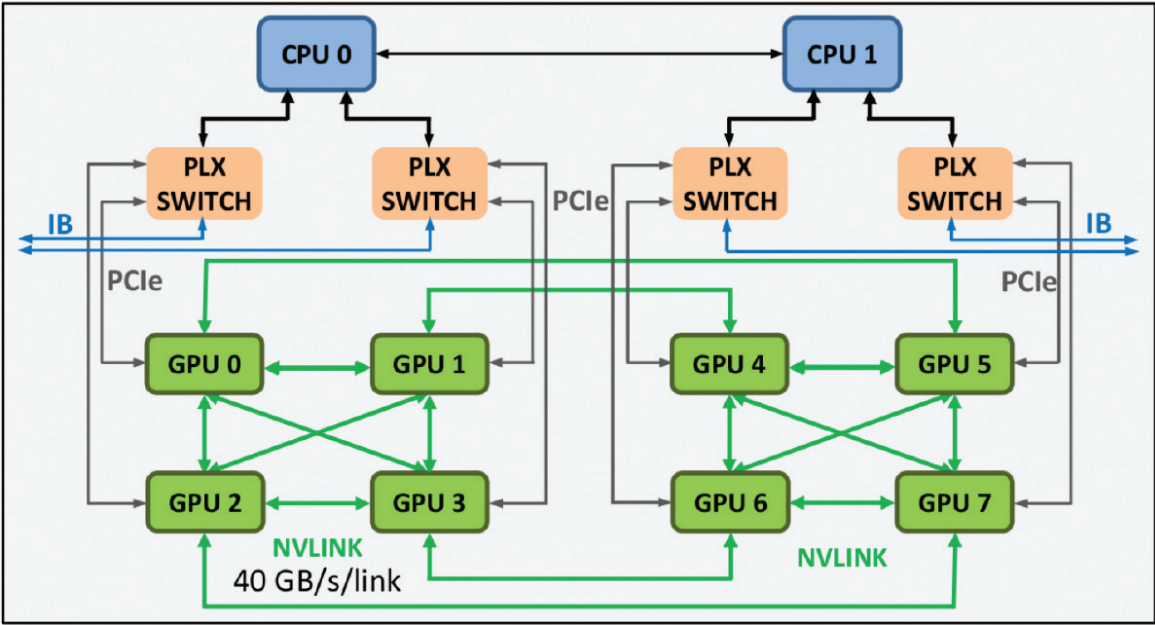 CPU 0
CPU 1
PLX
SWITCH
PLX
SWITCH
PLX
SWITCH
PLX
SWITCH
PCIe
IB
IB
PCIe
PCIe
GPU 0
GPU 1
GPU 4
GPU 5
GPU 2
GPU 3
GPU 6
GPU 7
NVLINK
40 GB/s/link
NVLINK